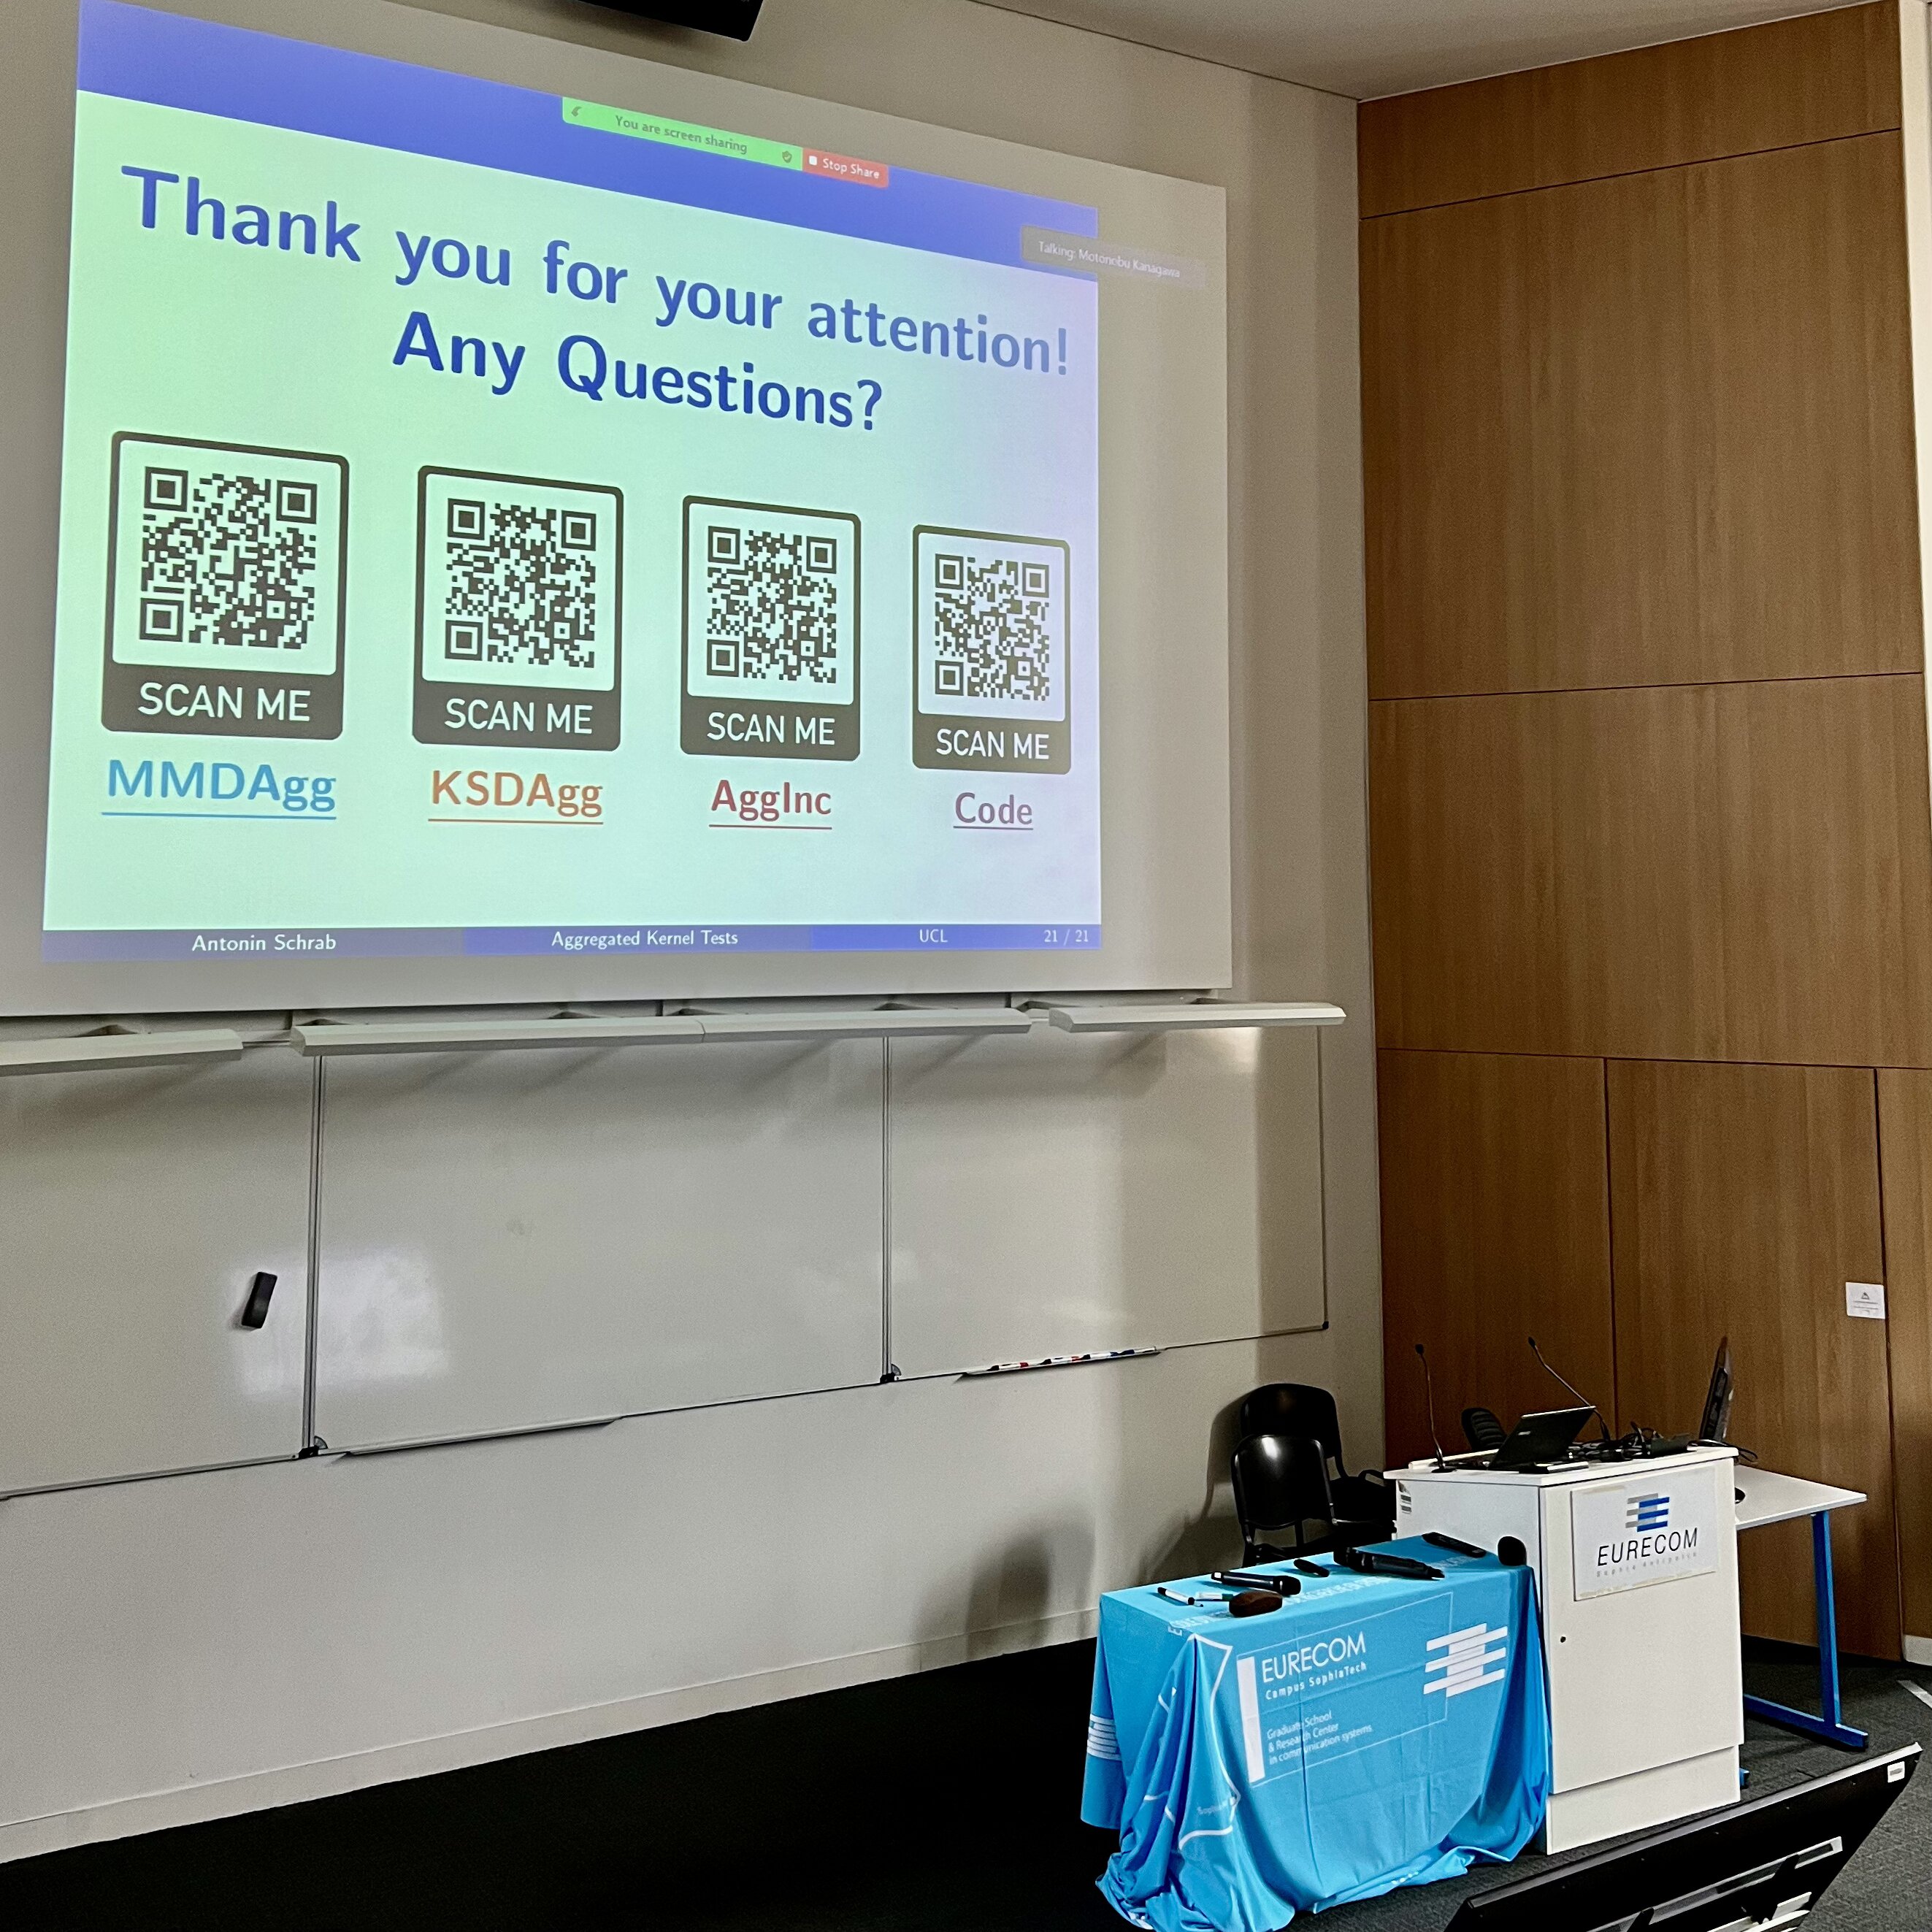 You are screen sharing
Stop Share
Talking: Motonobu Kanagawa
Thank you for your attention!
Any Questions?
SCAN ME
SCAN ME
SCAN ME
SCAN ME
MMDAgg
KSDAgg
AggInc
Code
Antonin Schrab
Aggregated Kernel Tests
UCL
21 / 21
EURECOM
Sophia Antipolis
EURECOM
Campus SophiaTech
Graduate School
& Research Center
in communication systems